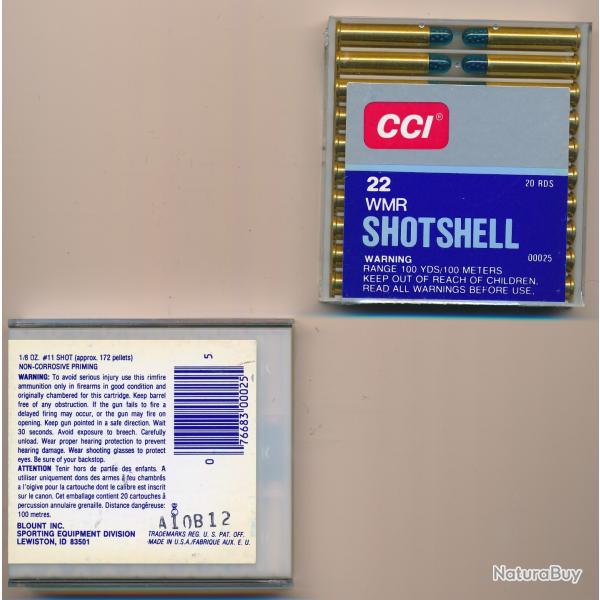 CCI®
22
WMR
20 RDS
SHOTSHELL
WARNING
00025
RANGE 100 YDS/100 METERS
KEEP OUT OF REACH OF CHILDREN.
READ ALL WARNINGS BEFORE USE.
1/6 OZ. #11 SHOT (approx. 172 pellets)
NON-CORROSIVE PRIMING
WARNING: To avoid serious injury use this rimfire
ammunition only in firearms in good condition and
originally chambered for this cartridge. Keep barrel
free of any obstruction. If the gun fails to fire a
delayed firing may occur, or the gun may fire on
opening. Keep gun pointed in a safe direction. Wait
30 seconds. Avoid exposure to breech. Carefully
unload. Wear proper hearing protection to prevent
hearing damage. Wear shooting glasses to protect
eyes. Be sure of your backstop.
ATTENTION Tenir hors de partée des enfants. A
utiliser uniquement dons des armes à feu chambrés
a l'ogive pour la cartouche dont le calibre est inscrit
sur le canon. Cet emballage contient 20 cartouches à
percussion annulaire grenaille. Distance dangéreuse:
100 metres.
BLOUNT INC.
SPORTING EQUIPMENT DIVISION
LEWISTON, ID 83501
A10B12
TRADEMARKS REG. U. S. PAT. OFF.
MADE IN U.S.A./FABRIQUE AUX. E. U.
0 76683 00025 5
NaturaBuy